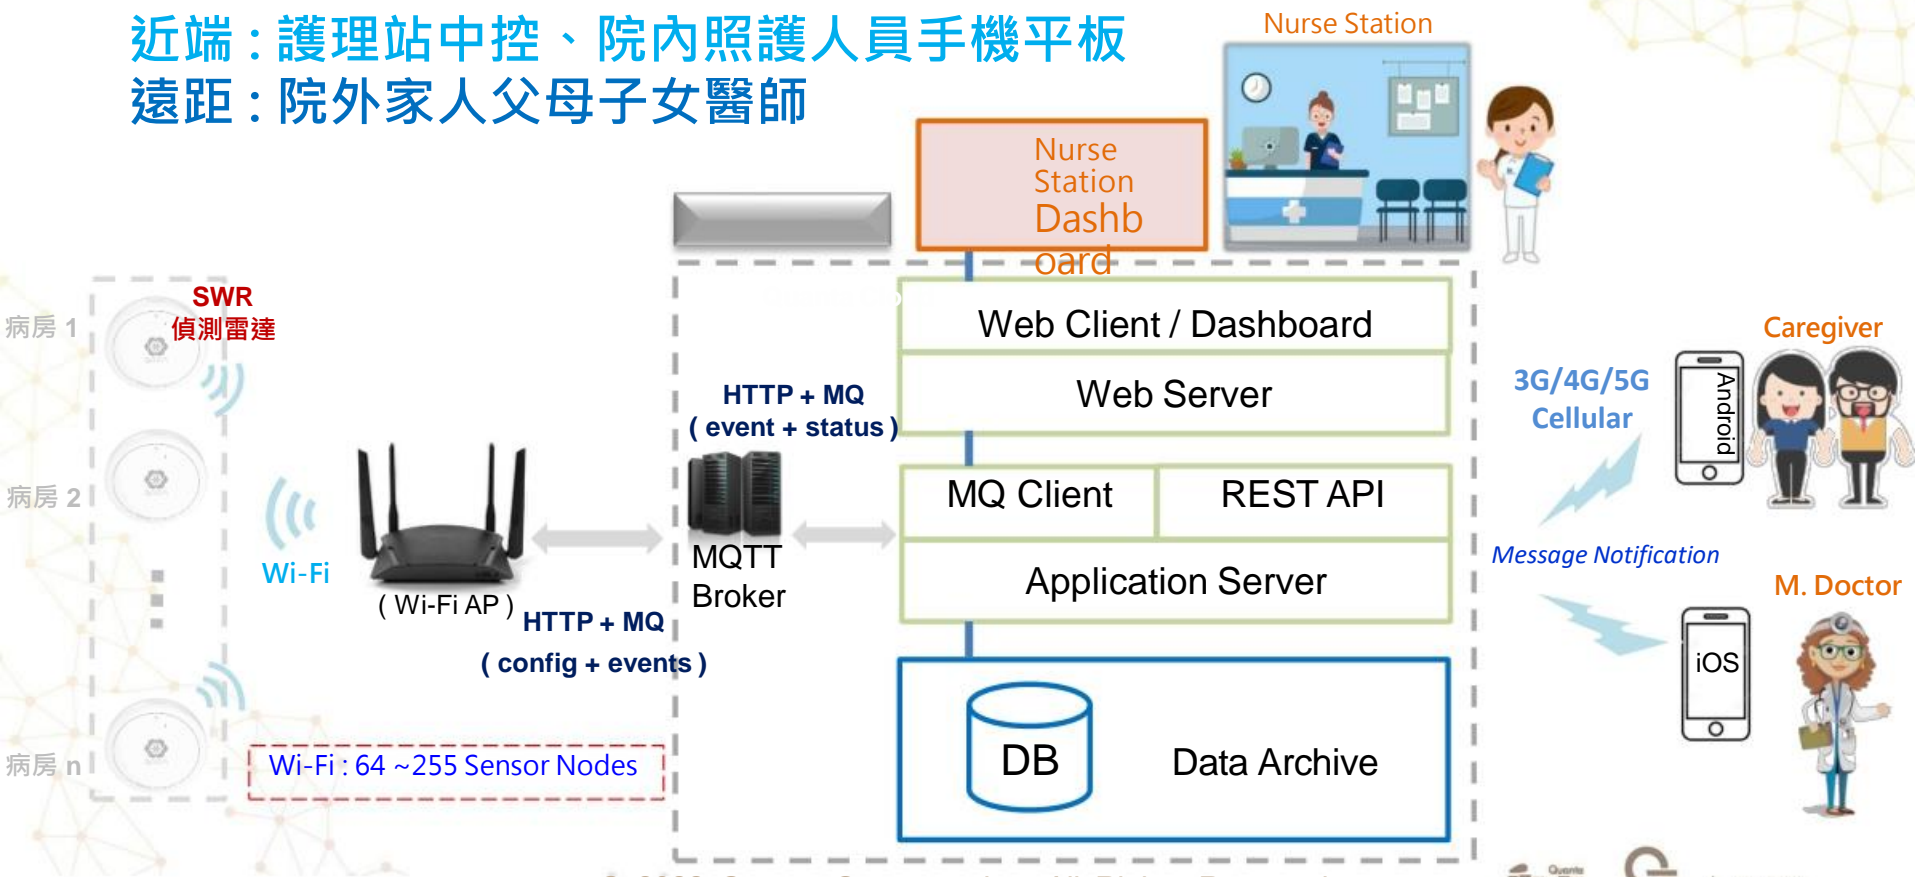 近端 : 護理站中控、院內照護人員手機平板
遠距 : 院外家人父母子女醫師
Nurse Station
Nurse
Station
Dashb
oard
SWR
偵測雷達
病房 1
病房 2
病房 n
Wi-Fi
( Wi-Fi AP )
HTTP + MQ
( config + events )
Wi-Fi : 64 ~255 Sensor Nodes
HTTP + MQ
( event + status )
MQTT
Broker
Web Client / Dashboard
Web Server
MQ Client
REST API
Application Server
DB
Data Archive
3G/4G/5G
Cellular
Message Notification
Caregiver
Android
M. Doctor
iOS
Quanta